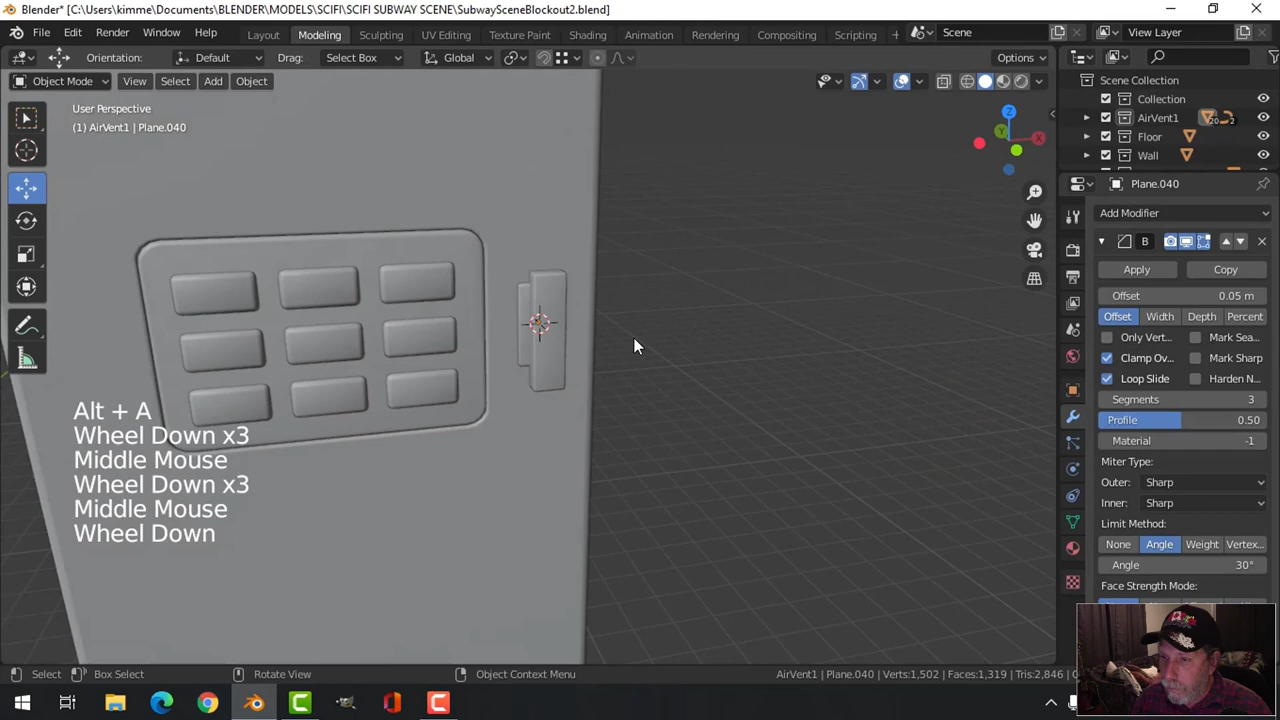 Blender* [C:\Users\kimme\Documents\BLENDER\MODELS\SCIFI\SCIFI SUBWAY SCENE\SubwaySceneBlockout2.blend]
File Edit Render Window Help Layout Modeling Sculpting UV Editing Texture Paint Shading Animation Rendering Compositing Scripting + Scene View Layer
Orientation: Default Drag: Select Box Global Options
Object Mode View Select Add Object
User Perspective
(1) AirVent1 | Plane.040
Z
Y
X
Alt + A
Wheel Down x3
Middle Mouse
Wheel Down x3
Middle Mouse
Wheel Down
Scene Collection
Collection
AirVent1 20 2
Floor
Wall
Plane.040
Add Modifier
B
Apply Copy
Offset 0.05 m
Offset Width Depth Percent
Only Vert.. Mark Sea..
Clamp Ov.. Mark Sharp
Loop Slide Harden N...
Segments 3
Profile 0.50
Material -1
Miter Type:
Outer: Sharp
Inner: Sharp
Limit Method:
None Angle Weight Vertex...
Angle 30°
Face Strength Mode:
Select Box Select Rotate View Object Context Menu AirVent1 | Plane.040 | Verts:1,502 | Faces:1,319 | Tris:2,846